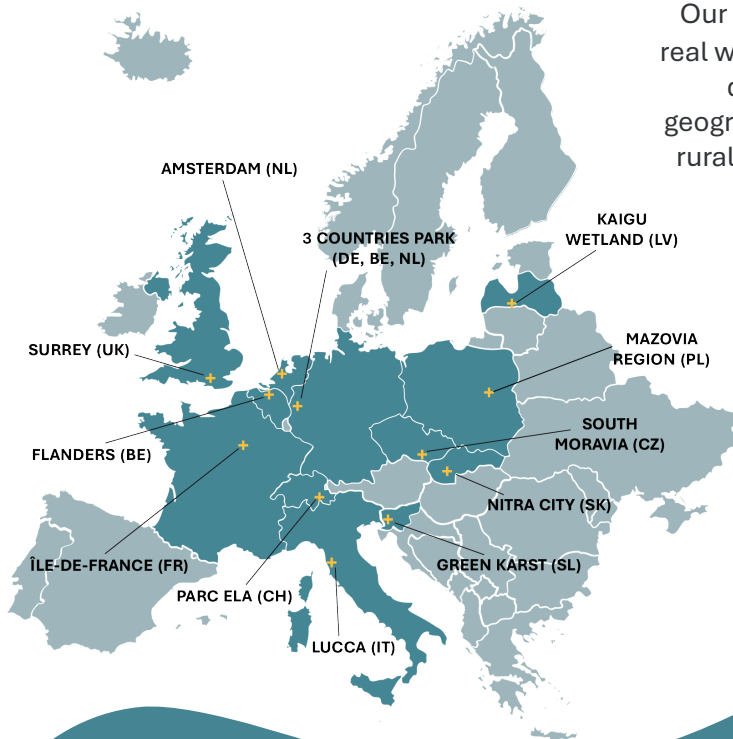 Our
real w
geogr
rural
AMSTERDAM (NL)
3 COUNTRIES PARK
(DE, BE, NL)
KAIGU
WETLAND (LV)
SURREY (UK)
MAZOVIA
REGION (PL)
FLANDERS (BE)
SOUTH
MORAVIA (CZ)
NITRA CITY (SK)
ÎLE-DE-FRANCE (FR)
GREEN KARST (SL)
PARC ELA (CH)
LUCCA (IT)